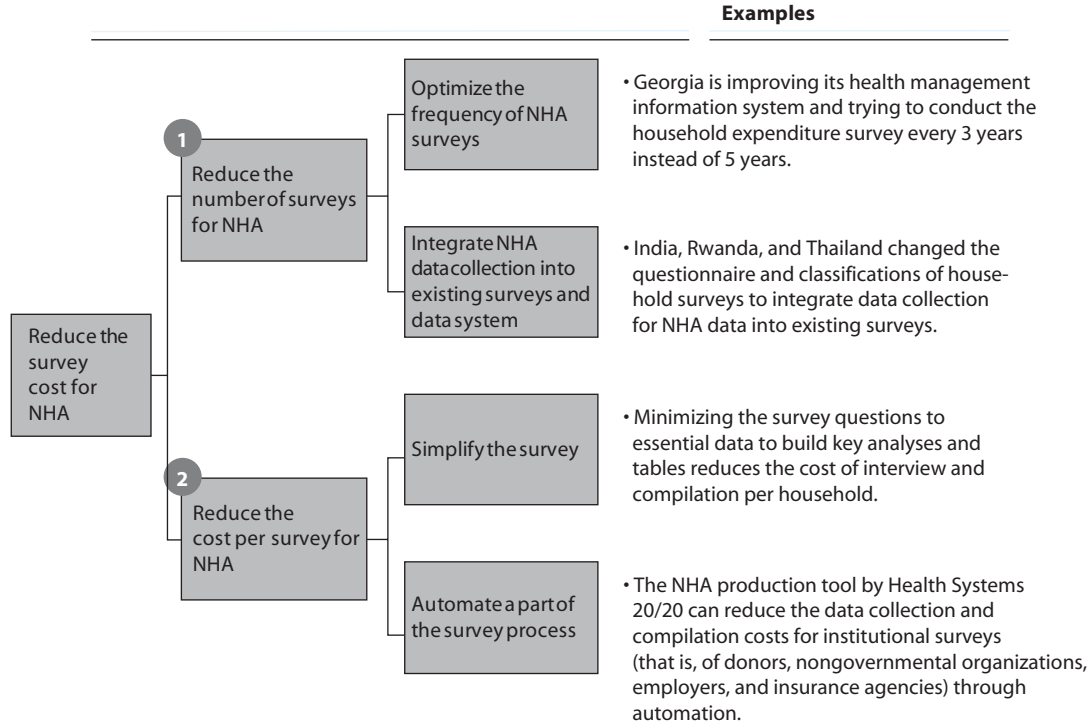 Examples
Reduce the
survey
cost for
NHA
1
Reduce the
number of surveys
for NHA
Optimize the
frequency of NHA
surveys
• Georgia is improving its health management
information system and trying to conduct the
household expenditure survey every 3 years
instead of 5 years.
Integrate NHA
data collection into
existing surveys and
data system
• India, Rwanda, and Thailand changed the
questionnaire and classifications of house-
hold surveys to integrate data collection
for NHA data into existing surveys.
2
Reduce the
cost per survey for
NHA
Simplify the survey
• Minimizing the survey questions to
essential data to build key analyses and
tables reduces the cost of interview and
compilation per household.
Automate a part of
the survey process
• The NHA production tool by Health Systems
20/20 can reduce the data collection and
compilation costs for institutional surveys
(that is, of donors, nongovernmental organizations,
employers, and insurance agencies) through
automation.